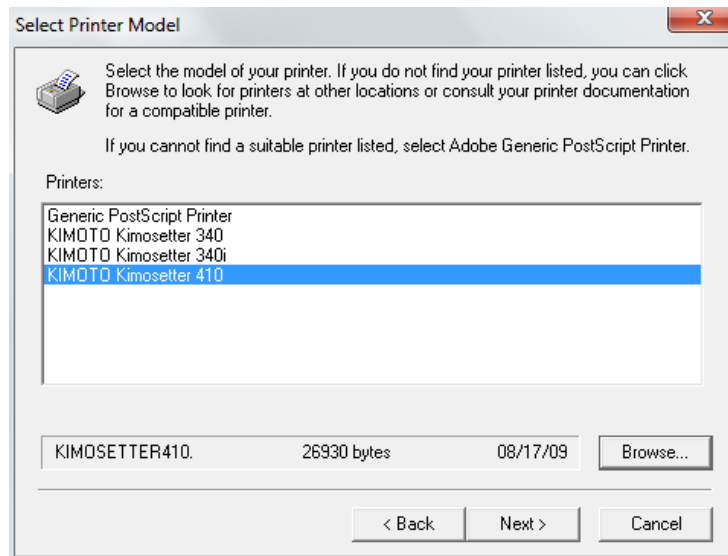 Select Printer Model
Select the model of your printer. If you do not find your printer listed, you can click
Browse to look for printers at other locations or consult your printer documentation
for a compatible printer.
If you cannot find a suitable printer listed, select Adobe Generic PostScript Printer.
Printers:
Generic PostScript Printer
KIMOTO Kimosetter 340
KIMOTO Kimosetter 340i
KIMOTO Kimosetter 410
KIMOSETTER410. 26930 bytes 08/17/09 Browse...
< Back Next > Cancel